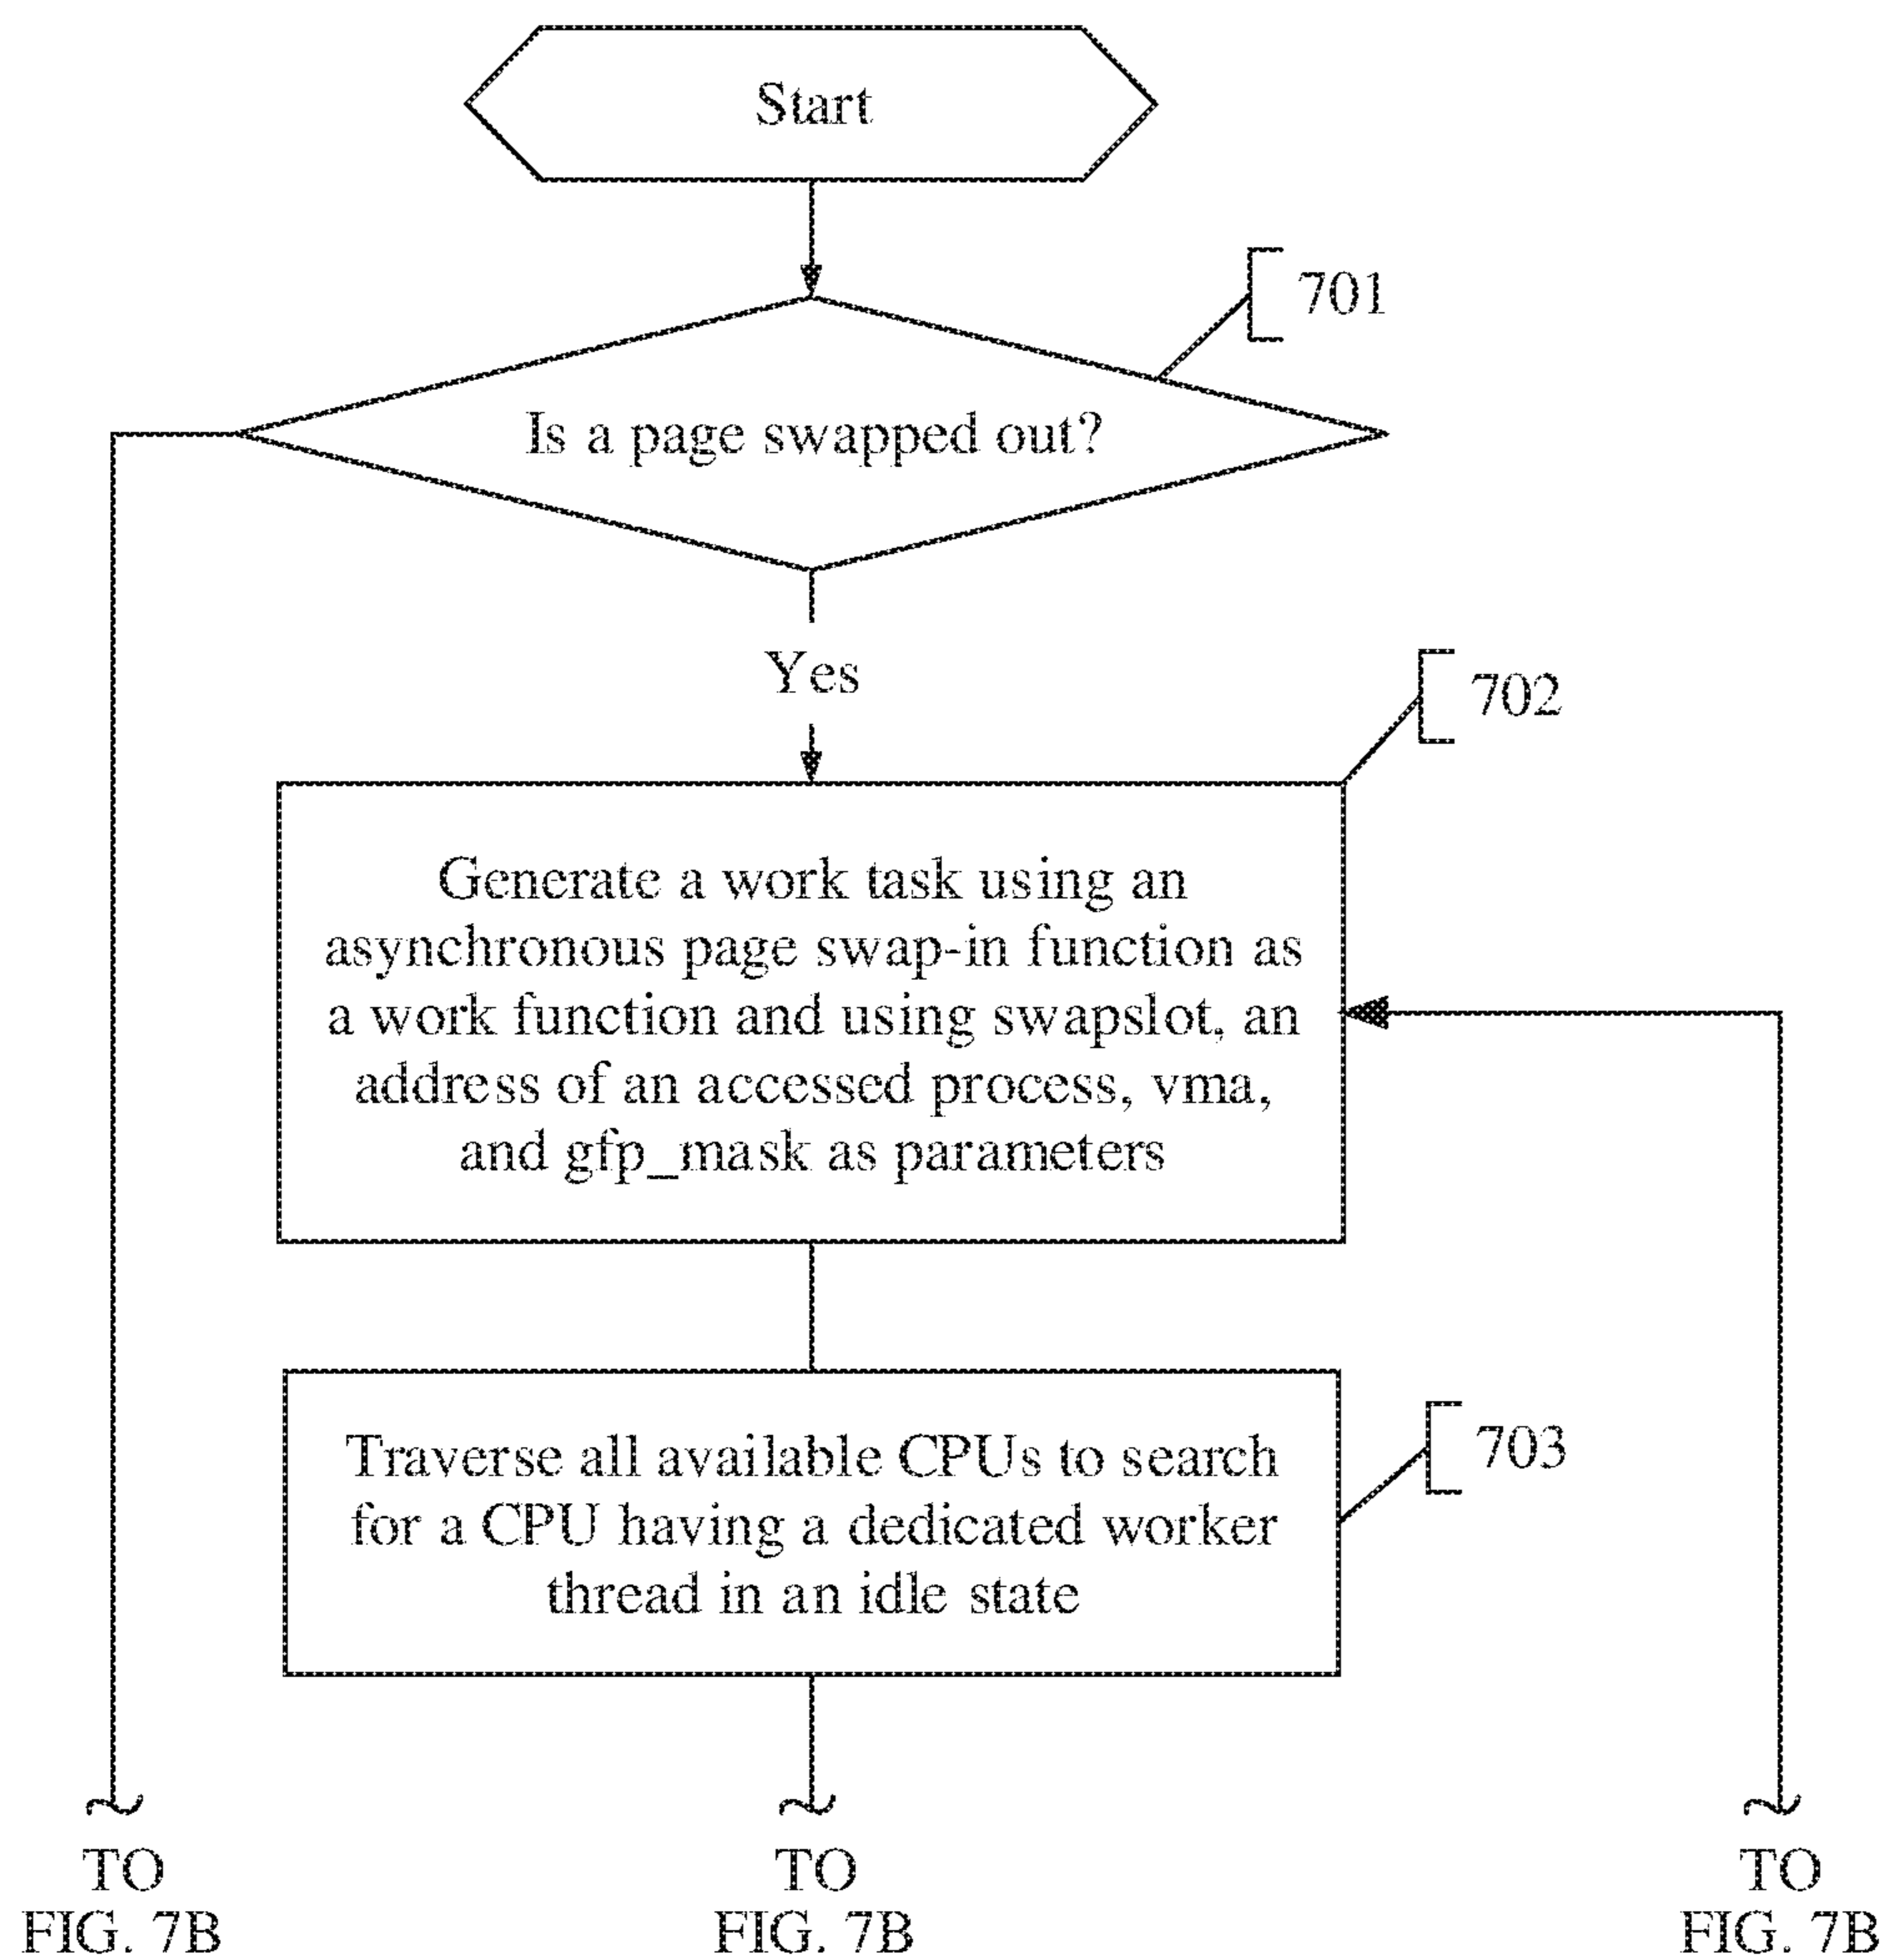 Start
701
Is a page swapped out?
Yes
702
Generate a work task using an
asynchronous page swap-in function as
a work function and using swapslot, an
address of an accessed process, vma,
and gfp_mask as parameters
703
Traverse all available CPUs to search
for a CPU having a dedicated worker
thread in an idle state
TO
FIG. 7B
TO
FIG. 7B
TO
FIG. 7B